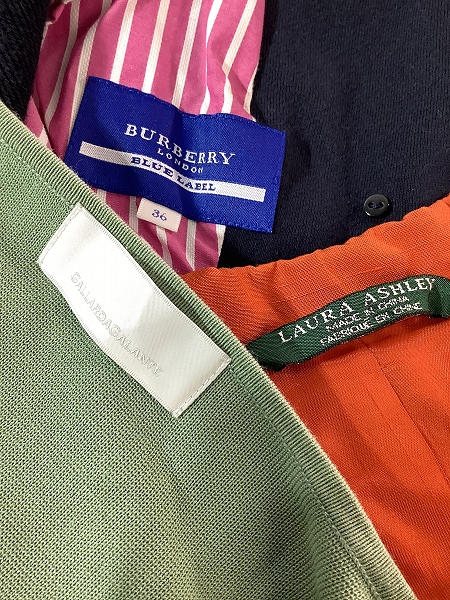 BURBERRY
LONDON
BLUE LABEL
36
GALLARDAGALANTE
LAURA ASHLEY
MADE IN CHINA
FABRIQUÉ EN CHINE